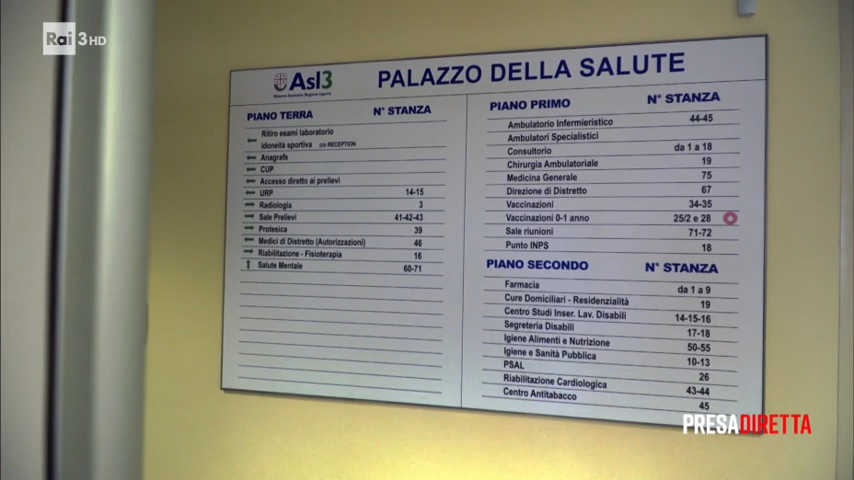 Rai 3HD
Asl3
PALAZZO DELLA SALUTE
PIANO TERRA N° STANZA
Ritiro esami laboratorio
idoneità sportiva c/o RECEPTION
Anagrafe
CUP
Accesso diretto ai prelievi
URP 14-15
Radiologia 3
Sale Prelievi 41-42-43
Protesica 39
Medici di Distretto (Autorizzazioni) 46
Riabilitazione - Fisioterapia 16
Salute Mentale 60-71
PIANO PRIMO N° STANZA
Ambulatorio Infermieristico 44-45
Ambulatori Specialistici
Consultorio da 1 a 18
Chirurgia Ambulatoriale 19
Medicina Generale 75
Direzione di Distretto 67
Vaccinazioni 34-35
Vaccinazioni 0-1 anno 25/2 e 28
Sale riunioni 71-72
Punto INPS 18
PIANO SECONDO N° STANZA
Farmacia da 1 a 9
Cure Domiciliari - Residenzialità 19
Centro Studi Inser. Lav. Disabili 14-15-16
Segreteria Disabili 17-18
Igiene Alimenti e Nutrizione 50-55
Igiene e Sanità Pubblica 10-13
PSAL 26
Riabilitazione Cardiologica 43-44
Centro Antitabacco 45
PRESADIRETTA